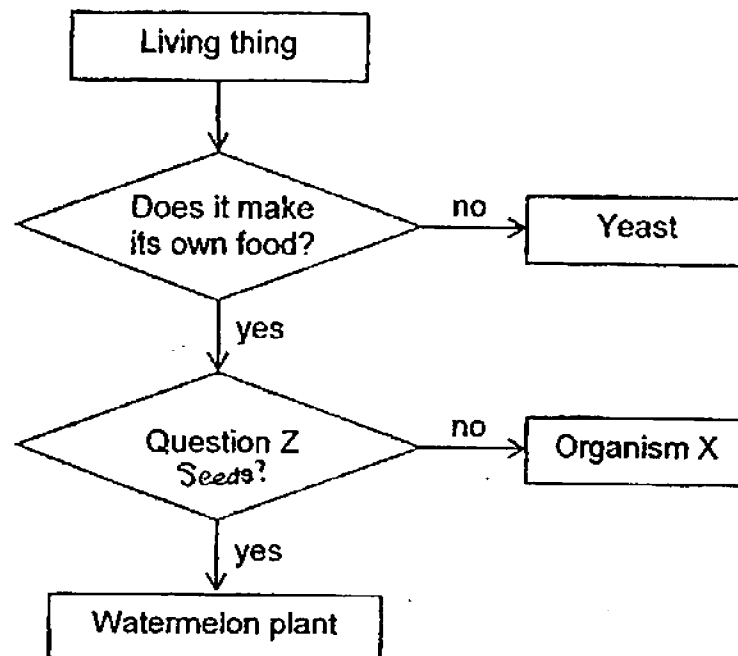 Living thing
Does it make
its own food?
no
Yeast
yes
Question Z
Seeds?
no
Organism X
yes
Watermelon plant